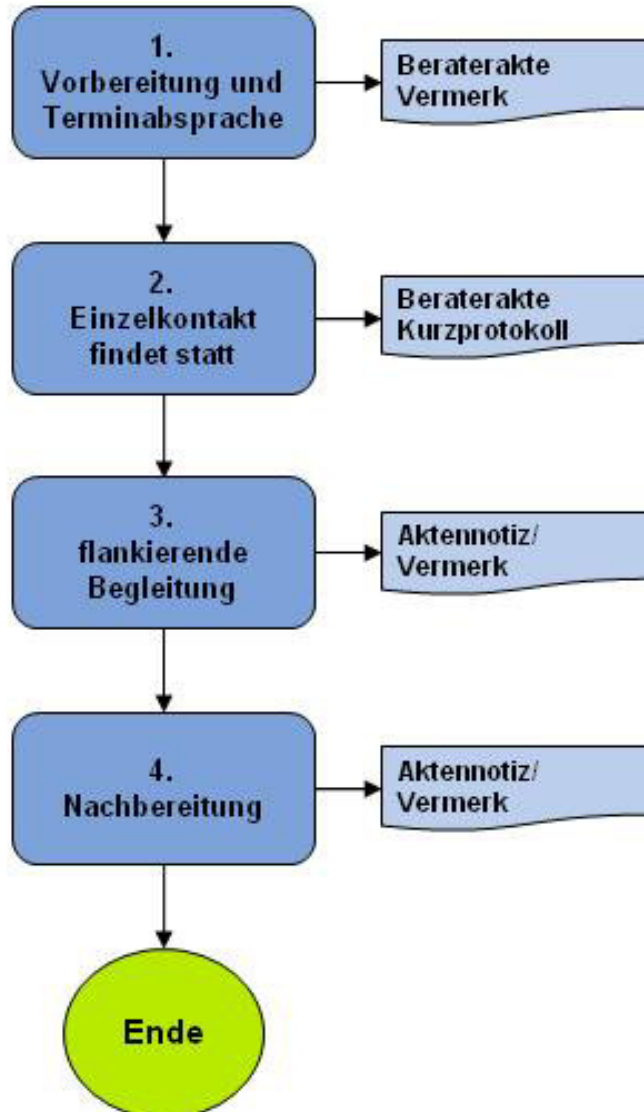 1.
Vorbereitung und
Terminabsprache
Beraterakte
Vermerk
2.
Einzelkontakt
findet statt
Beraterakte
Kurzprotokoll
3.
flankierende
Begleitung
Aktennotiz/
Vermerk
4.
Nachbereitung
Aktennotiz/
Vermerk
Ende